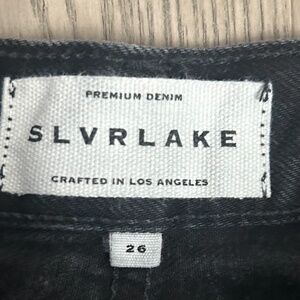 PREMIUM DENIM
SLVRLAKE
CRAFTED IN LOS ANGELES
26